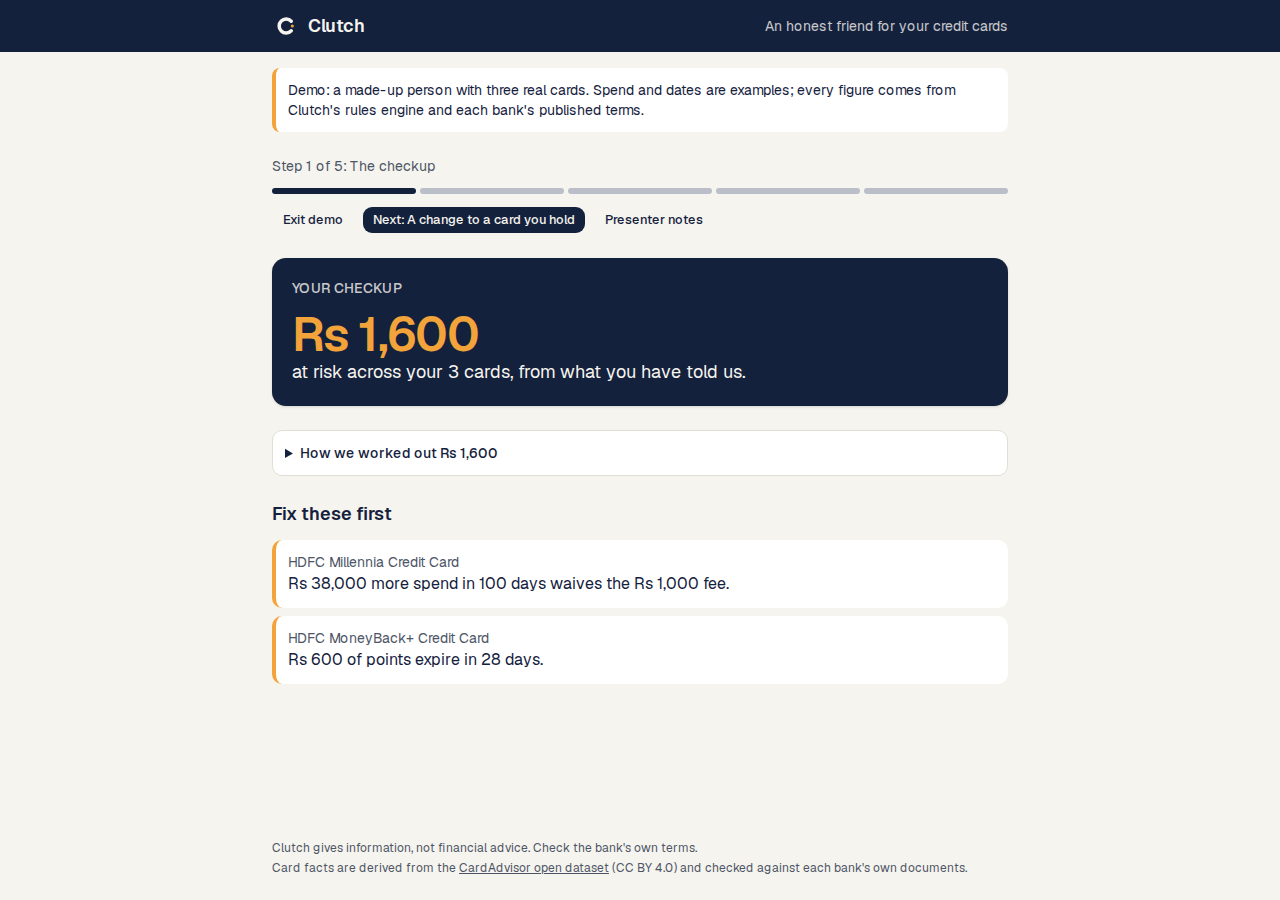 Clutch
An honest friend for your credit cards
Demo: a made-up person with three real cards. Spend and dates are examples; every figure comes from
Clutch's rules engine and each bank's published terms.
Step 1 of 5: The checkup
Exit demo
Next: A change to a card you hold
Presenter notes
YOUR CHECKUP
Rs 1,600
at risk across your 3 cards, from what you have told us.
How we worked out Rs 1,600
Fix these first
HDFC Millennia Credit Card
Rs 38,000 more spend in 100 days waives the Rs 1,000 fee.
HDFC MoneyBack+ Credit Card
Rs 600 of points expire in 28 days.
Clutch gives information, not financial advice. Check the bank's own terms.
Card facts are derived from the CardAdvisor open dataset (CC BY 4.0) and checked against each bank's own documents.